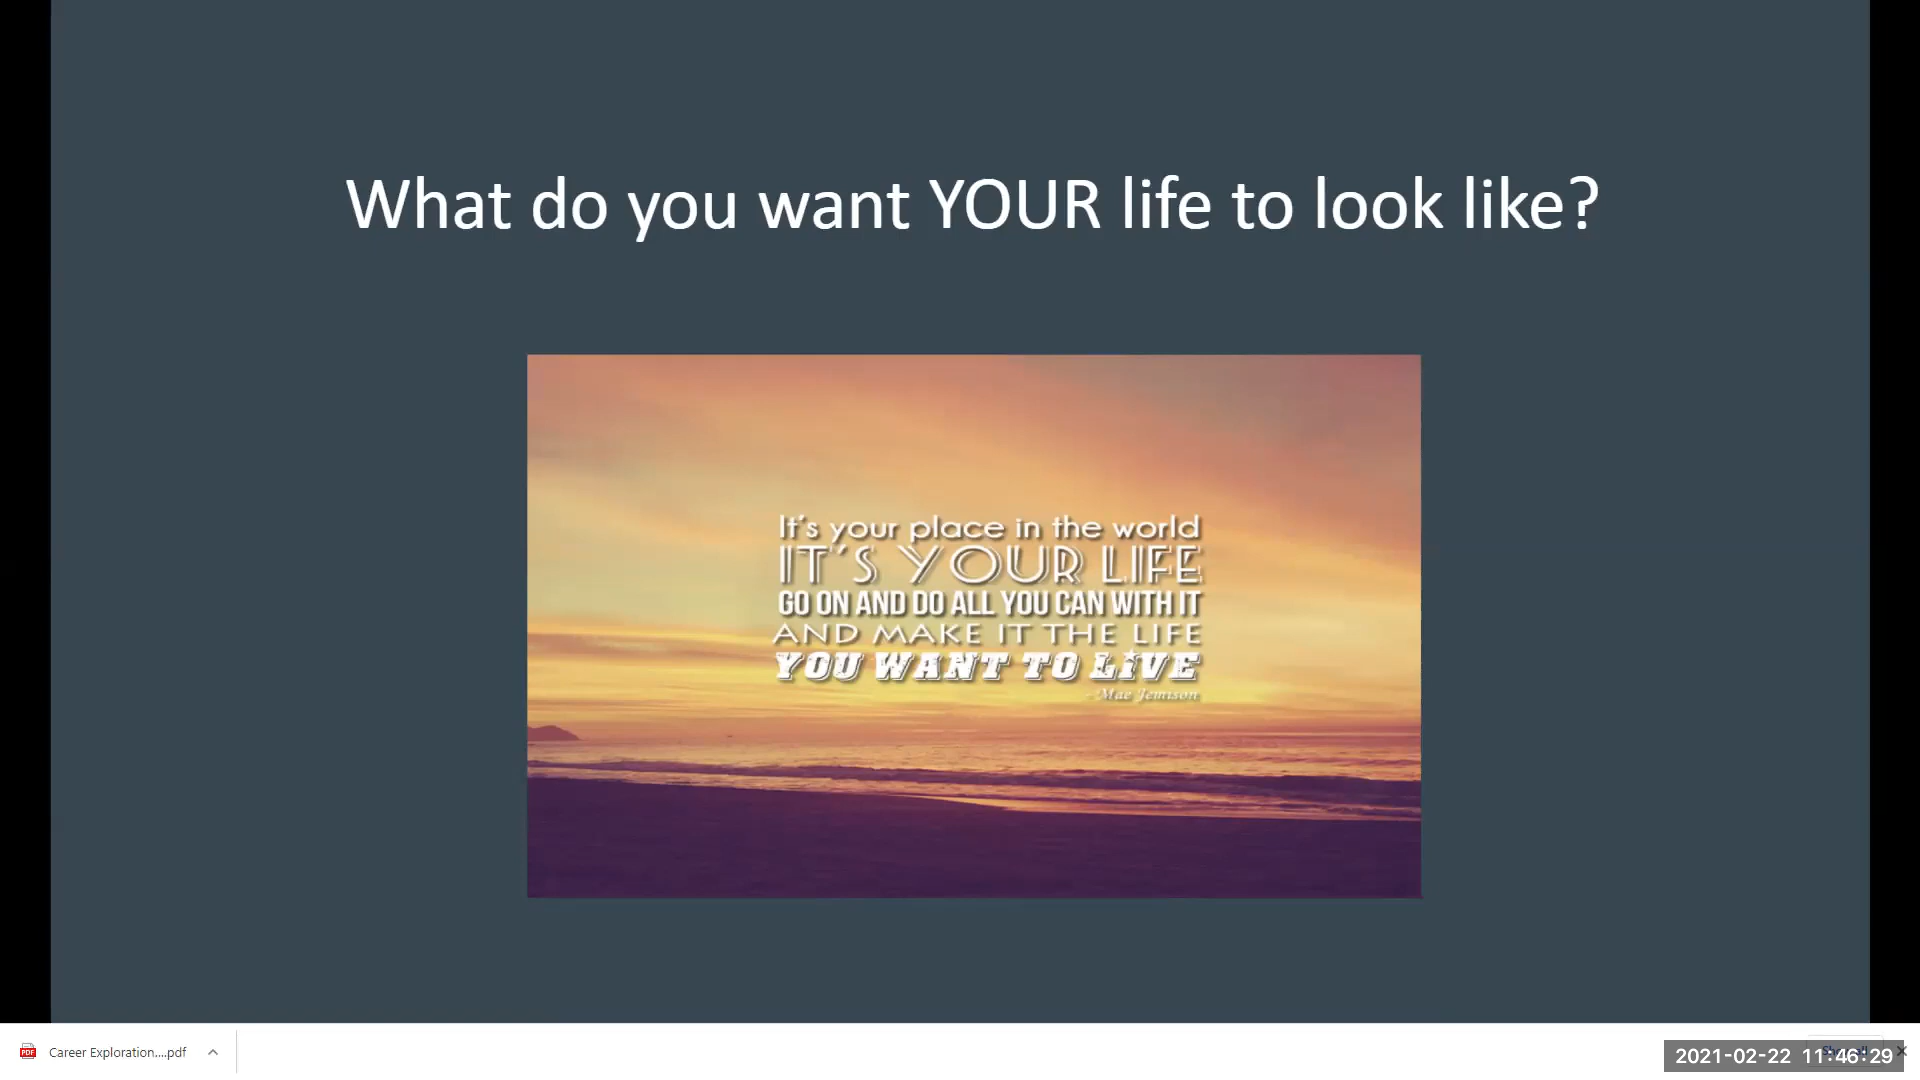 What do you want YOUR life to look like?
It's your place in the world
IT'S YOUR LIFE
GO ON AND DO ALL YOU CAN WITH IT
AND MAKE IT THE LIFE
YOU WANT TO LIVE
- Mae Jemison
Career Exploration....pdf
2021-02-22 11:46:29